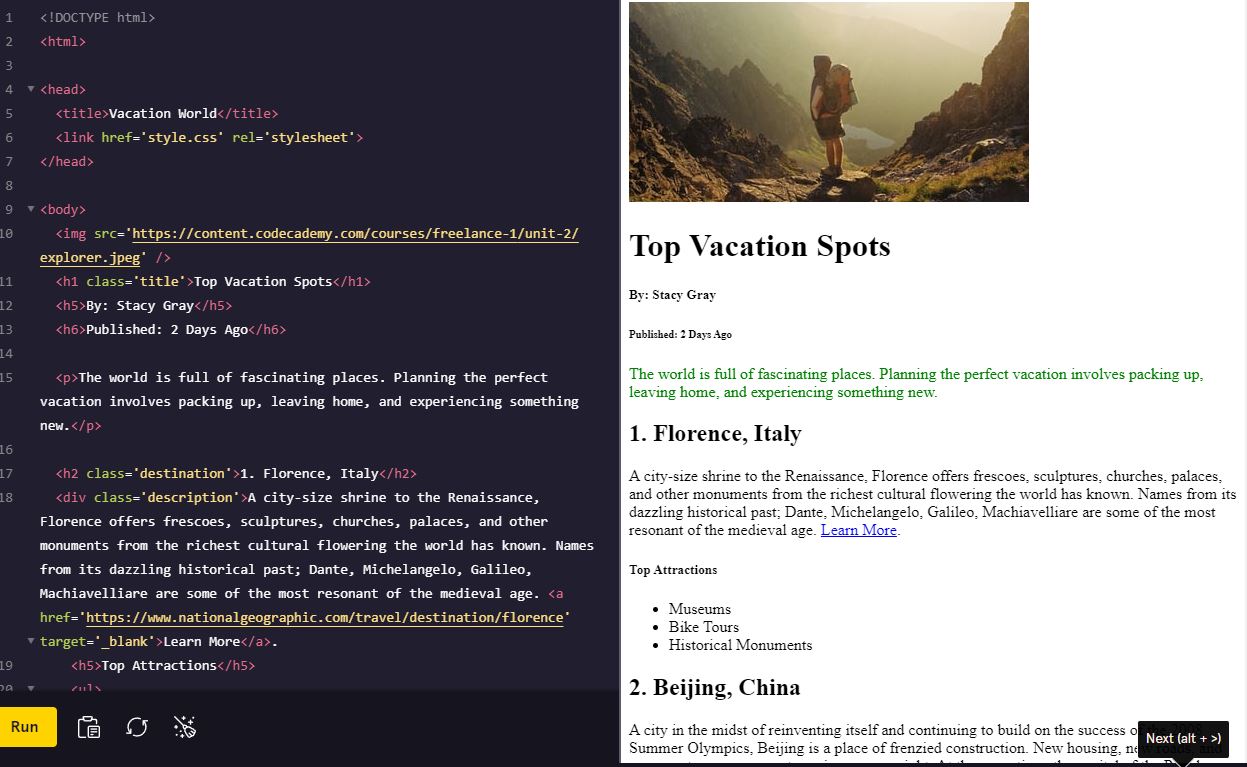 1 <!DOCTYPE html>
2 <html>
3
4 <head>
5 <title>Vacation World</title>
6 <link href='style.css' rel='stylesheet'>
7 </head>
8
9 <body>
10 <img src='https://content.codecademy.com/courses/freelance-1/unit-2/
explorer.jpeg' />
11 <h1 class='title'>Top Vacation Spots</h1>
12 <h5>By: Stacy Gray</h5>
13 <h6>Published: 2 Days Ago</h6>
14
15 <p>The world is full of fascinating places. Planning the perfect
vacation involves packing up, leaving home, and experiencing something
new.</p>
16
17 <h2 class='destination'>1. Florence, Italy</h2>
18 <div class='description'>A city-size shrine to the Renaissance,
Florence offers frescoes, sculptures, churches, palaces, and other
monuments from the richest cultural flowering the world has known. Names
from its dazzling historical past; Dante, Michelangelo, Galileo,
Machiavelliare are some of the most resonant of the medieval age. <a
href='https://www.nationalgeographic.com/travel/destination/florence'
target='_blank'>Learn More</a>.
19 <h5>Top Attractions</h5>
20 <ul>
Run
Top Vacation Spots
By: Stacy Gray
Published: 2 Days Ago
The world is full of fascinating places. Planning the perfect vacation involves packing up,
leaving home, and experiencing something new.
1. Florence, Italy
A city-size shrine to the Renaissance, Florence offers frescoes, sculptures, churches, palaces,
and other monuments from the richest cultural flowering the world has known. Names from its
dazzling historical past; Dante, Michelangelo, Galileo, Machiavelliare are some of the most
resonant of the medieval age. Learn More.
Top Attractions
• Museums
• Bike Tours
• Historical Monuments
2. Beijing, China
A city in the midst of reinventing itself and continuing to build on the success of the 2008
Summer Olympics, Beijing is a place of frenzied construction. New housing, new roads, and
Next (alt + >)